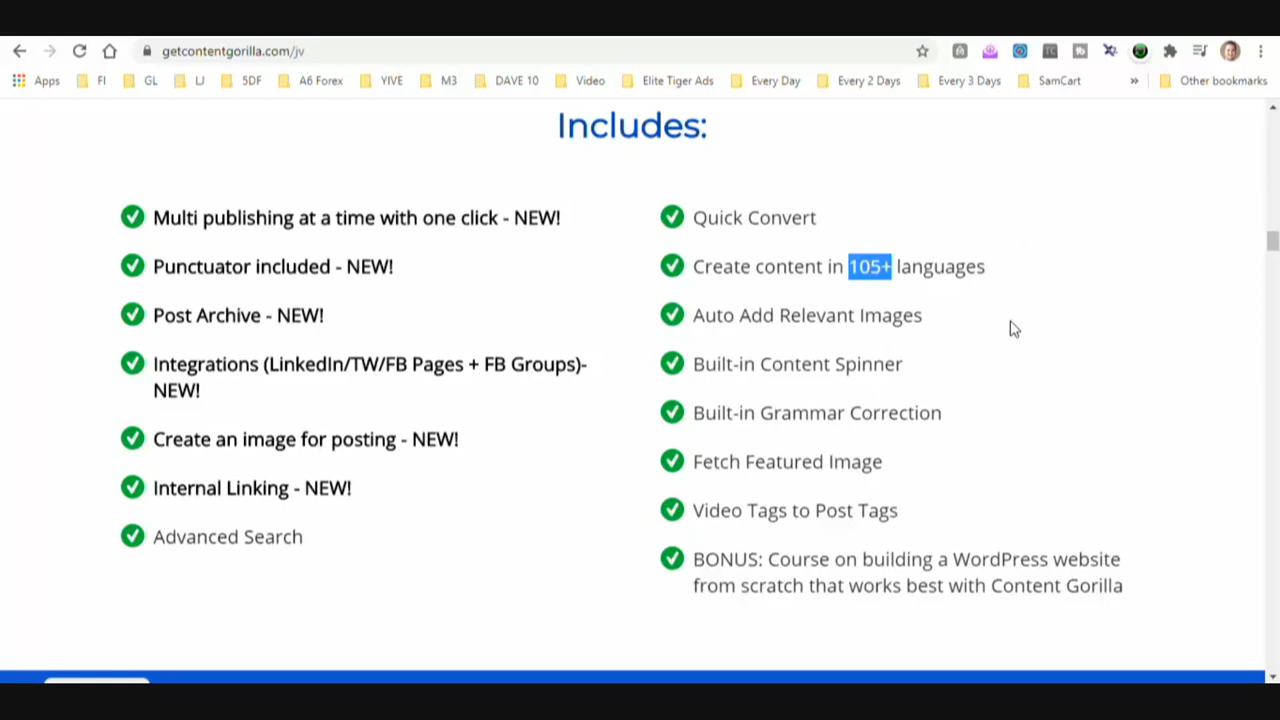 getcontentgorilla.com/jv
Apps FI GL LJ 5DF A6 Forex YIVE M3 DAVE 10 Video Elite Tiger Ads Every Day Every 2 Days Every 3 Days SamCart » Other bookmarks
Includes:
Multi publishing at a time with one click - NEW!
Punctuator included - NEW!
Post Archive - NEW!
Integrations (LinkedIn/TW/FB Pages + FB Groups)-
NEW!
Create an image for posting - NEW!
Internal Linking - NEW!
Advanced Search
Quick Convert
Create content in 105+ languages
Auto Add Relevant Images
Built-in Content Spinner
Built-in Grammar Correction
Fetch Featured Image
Video Tags to Post Tags
BONUS: Course on building a WordPress website
from scratch that works best with Content Gorilla